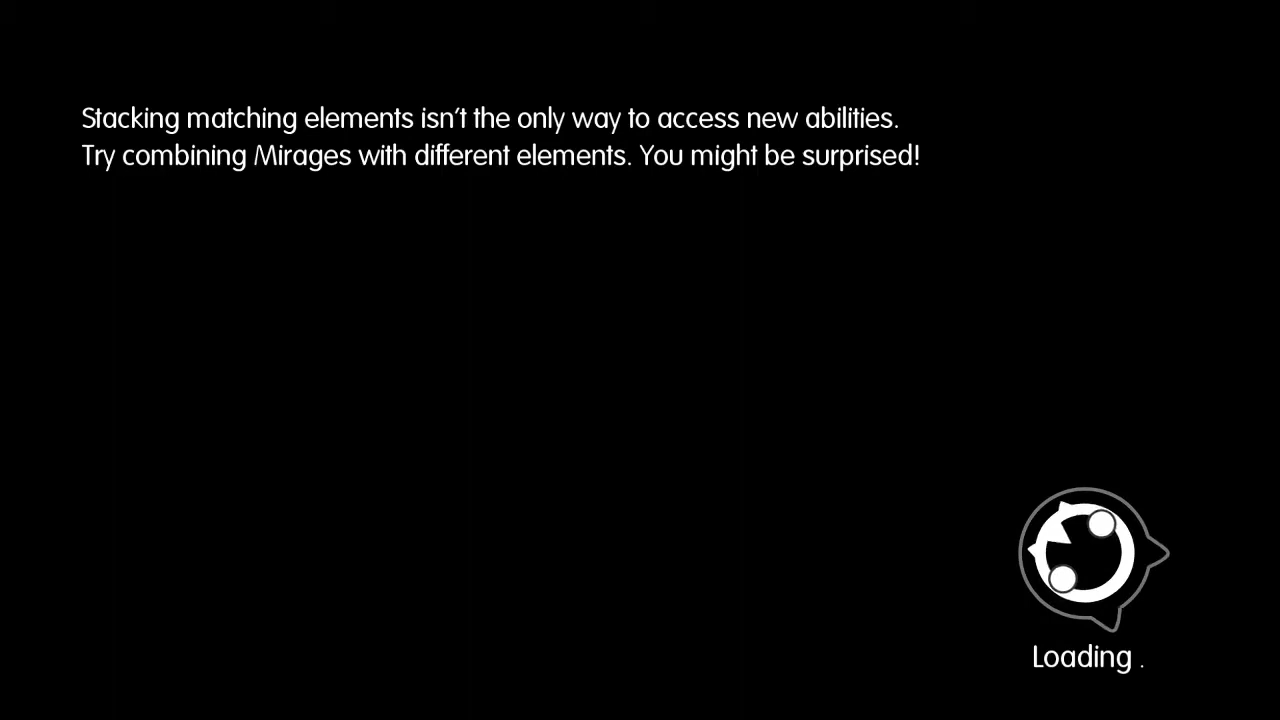 Stacking matching elements isn't the only way to access new abilities.
Try combining Mirages with different elements. You might be surprised!
Loading .